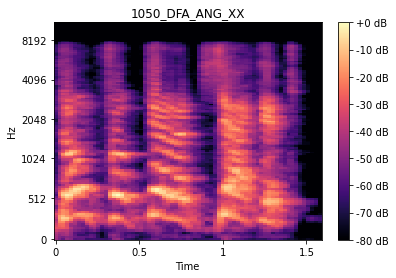 1050_DFA_ANG_XX
8192
4096
2048
1024
512
0
Hz
0
0.5
1
1.5
Time
+0 dB
-10 dB
-20 dB
-30 dB
-40 dB
-50 dB
-60 dB
-70 dB
-80 dB